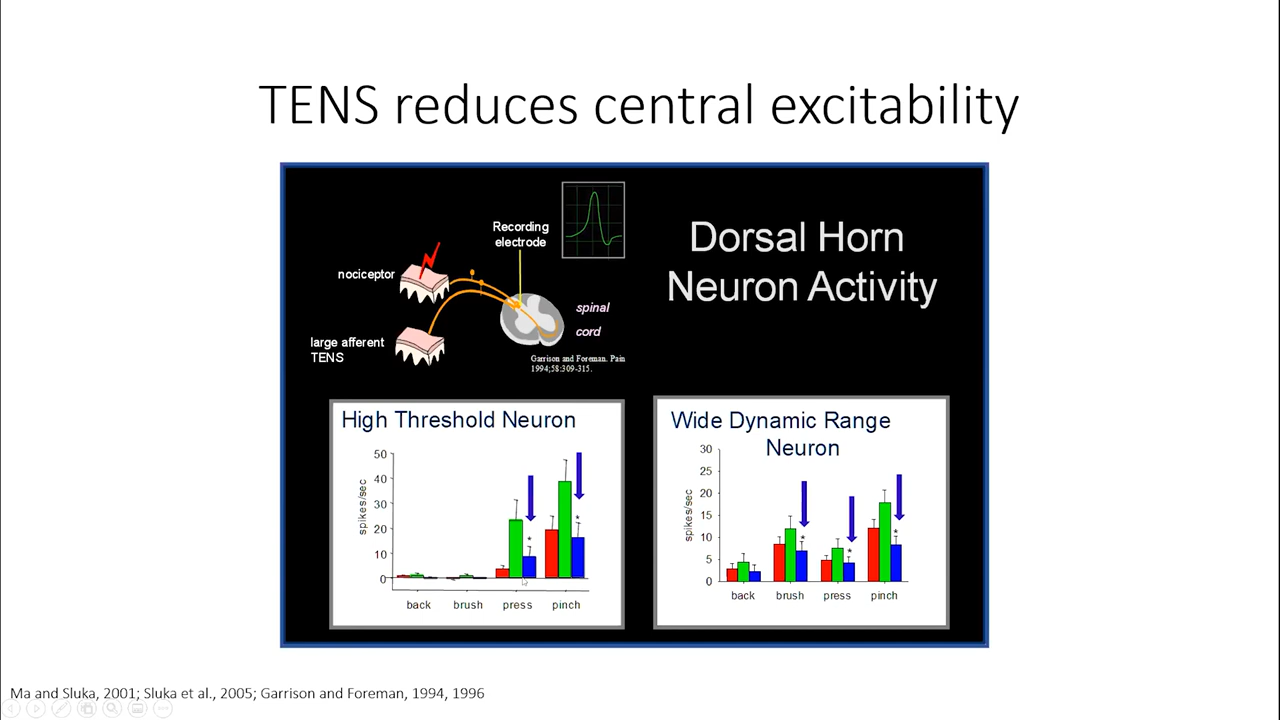 TENS reduces central excitability
Recording
electrode
nociceptor
large afferent
TENS
spinal
cord
Garrison and Foreman. Pain
1994;58:309-315.
Dorsal Horn
Neuron Activity
High Threshold Neuron
50
40
30
20
10
0
spikes/sec
*
*
back brush press pinch
Wide Dynamic Range
Neuron
30
25
20
15
10
5
0
spikes/sec
*
*
*
back brush press pinch
Ma and Sluka, 2001; Sluka et al., 2005; Garrison and Foreman, 1994, 1996